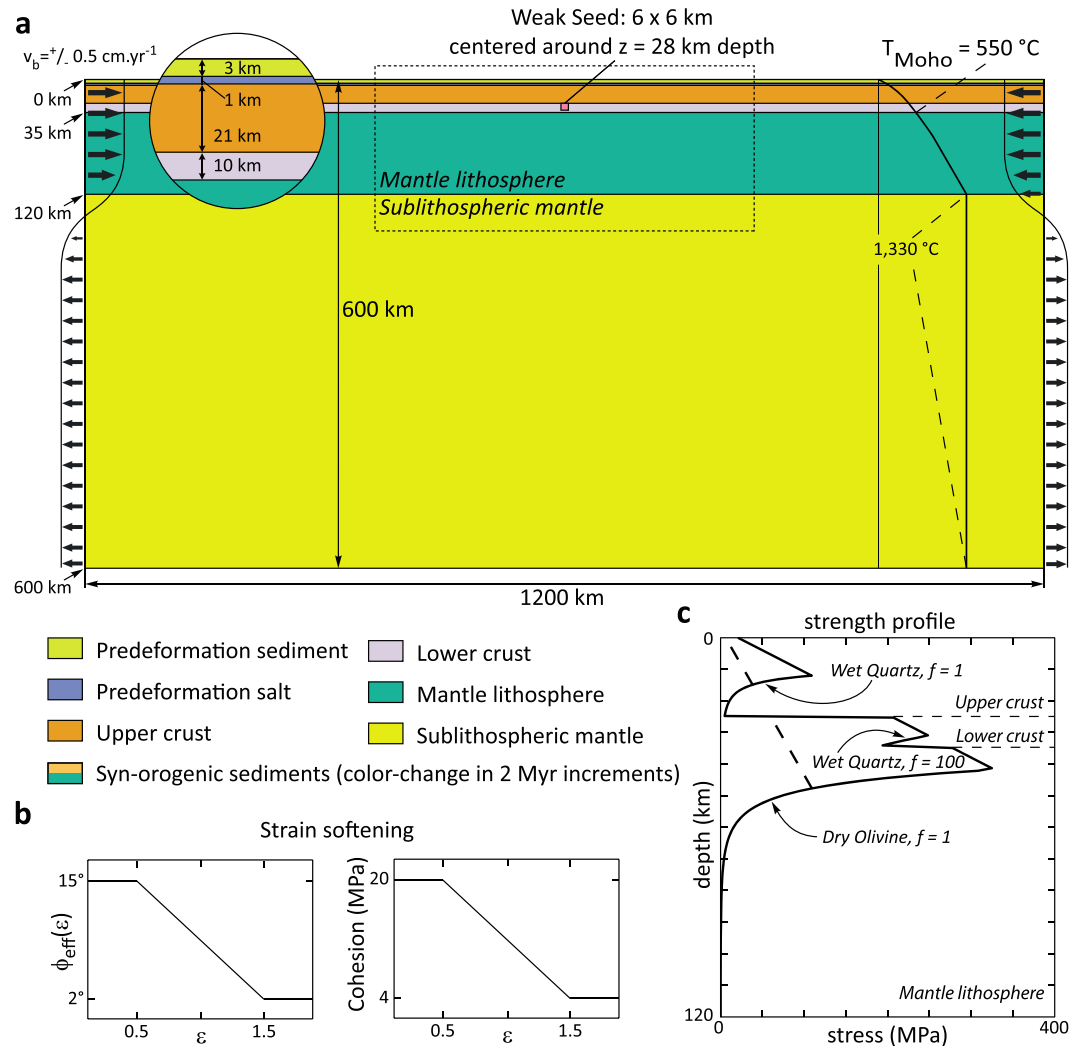 a
Weak Seed: 6 x 6 km
centered around z = 28 km depth
v_b=⁺/₋ 0.5 cm.yr⁻¹
T_Moho = 550 °C
3 km
1 km
21 km
10 km
0 km
35 km
120 km
600 km
Mantle lithosphere
Sublithospheric mantle
1,330 °C
600 km
1200 km
Predeformation sediment
Predeformation salt
Upper crust
Syn-orogenic sediments (color-change in 2 Myr increments)
Lower crust
Mantle lithosphere
Sublithospheric mantle
b
Strain softening
15°
2°
ϕ_eff(ε)
0.5
1.5
ε
20
4
Cohesion (MPa)
0.5
1.5
ε
c
strength profile
0
Wet Quartz, f = 1
Upper crust
Lower crust
Wet Quartz, f = 100
Dry Olivine, f = 1
depth (km)
Mantle lithosphere
120
0
400
stress (MPa)